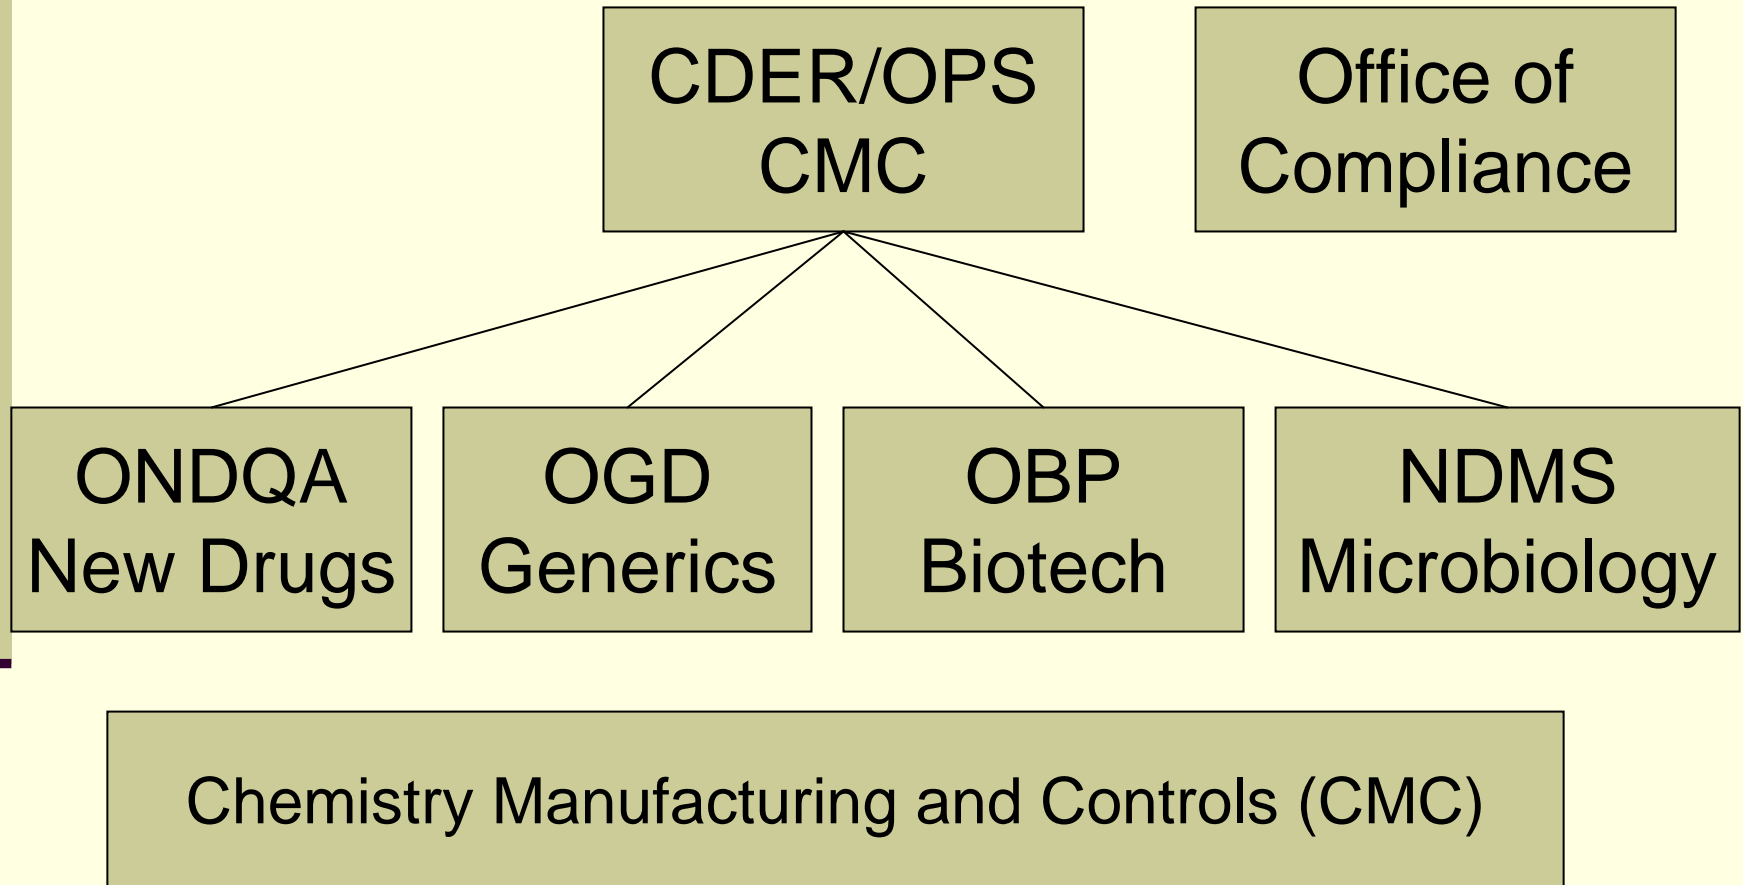 CDER/OPS
CMC
Office of
Compliance
ONDQA
New Drugs
OGD
Generics
OBP
Biotech
NDMS
Microbiology
Chemistry Manufacturing and Controls (CMC)